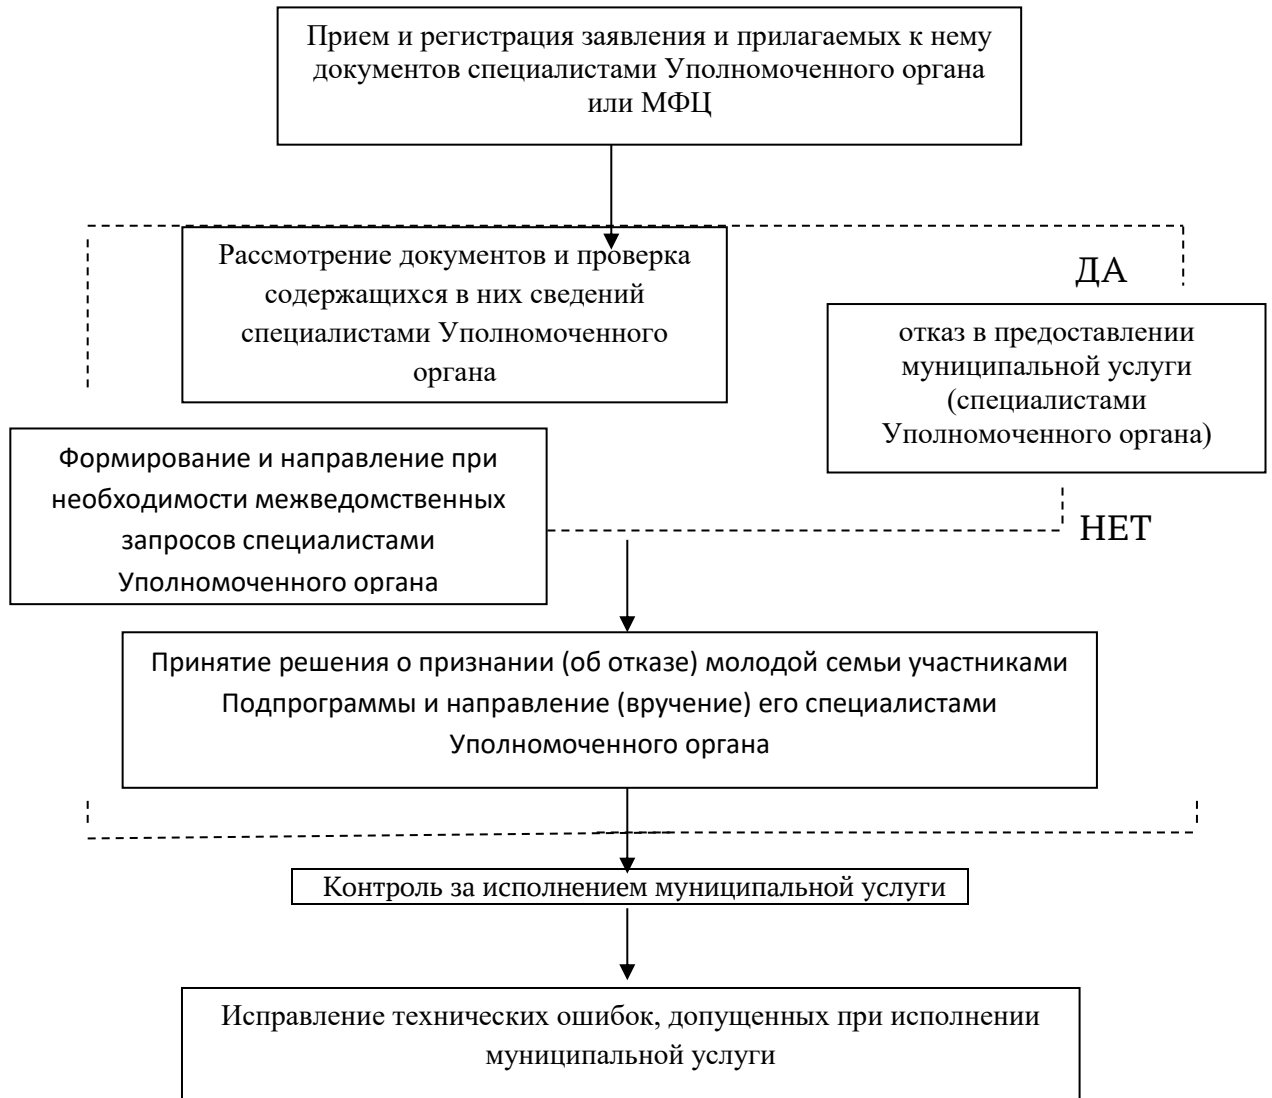 Прием и регистрация заявления и прилагаемых к нему
документов специалистами Уполномоченного органа
или МФЦ
Рассмотрение документов и проверка
содержащихся в них сведений
специалистами Уполномоченного
органа
ДА
отказ в предоставлении
муниципальной услуги
(специалистами
Уполномоченного органа)
Формирование и направление при
необходимости межведомственных
запросов специалистами
Уполномоченного органа
НЕТ
Принятие решения о признании (об отказе) молодой семьи участниками
Подпрограммы и направление (вручение) его специалистами
Уполномоченного органа
Контроль за исполнением муниципальной услуги
Исправление технических ошибок, допущенных при исполнении
муниципальной услуги